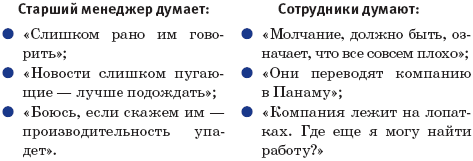 Старший менеджер думает:
● «Слишком рано им гово-
рить»;
● «Новости слишком пугаю-
щие — лучше подождать»;
● «Боюсь, если скажем им —
производительность упа-
дет».
Сотрудники думают:
● «Молчание, должно быть, оз-
начает, что все совсем плохо»;
● «Они переводят компанию
в Панаму»;
● «Компания лежит на лопат-
ках. Где еще я могу найти
работу?»